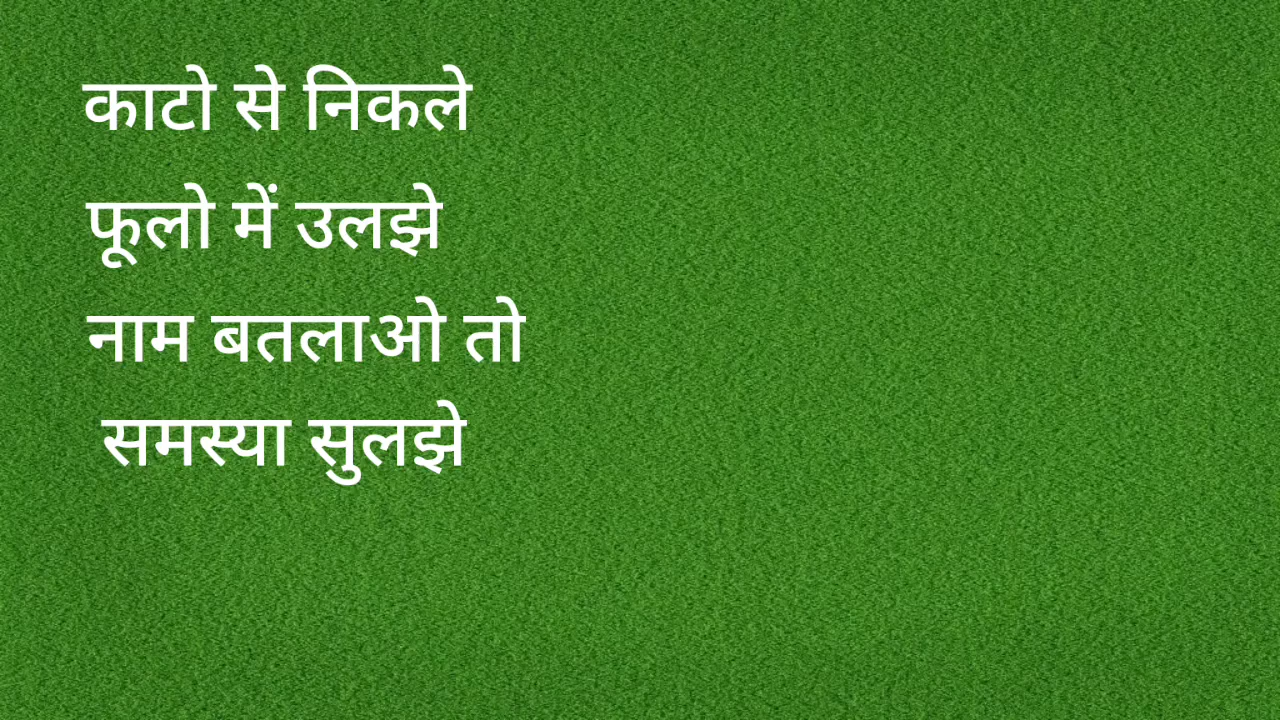 काटो से निकले
फूलो में उलझे
नाम बतलाओ तो
समस्या सुलझे